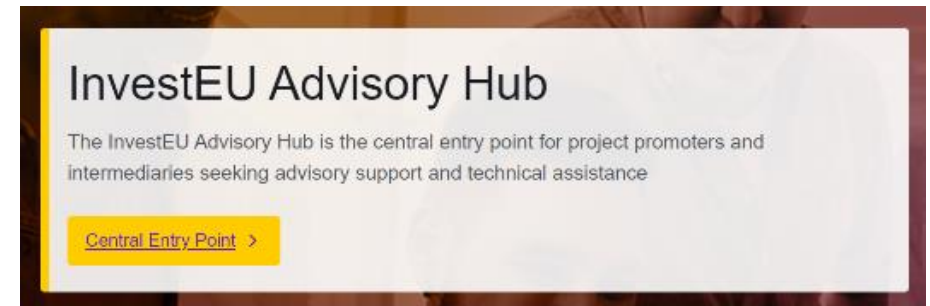 InvestEU Advisory Hub
The InvestEU Advisory Hub is the central entry point for project promoters and
intermediaries seeking advisory support and technical assistance
Central Entry Point >